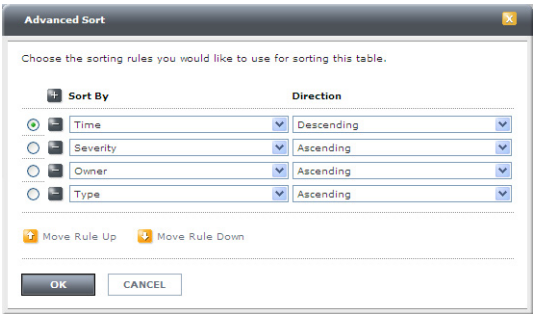 Advanced Sort
Choose the sorting rules you would like to use for sorting this table.
Sort By Direction
Time Descending
Severity Ascending
Owner Ascending
Type Ascending
Move Rule Up Move Rule Down
OK CANCEL